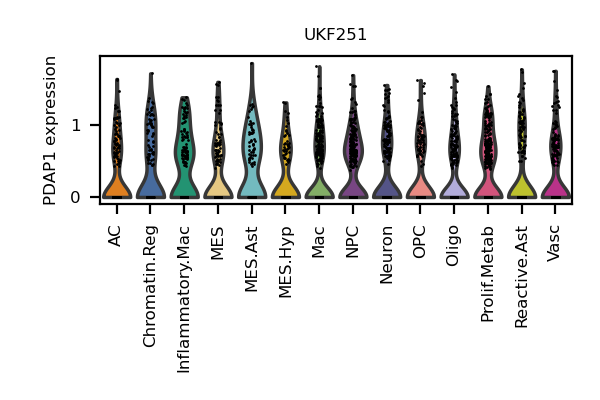 UKF251
PDAP1 expression
1
0
AC
Chromatin.Reg
Inflammatory.Mac
MES
MES.Ast
MES.Hyp
Mac
NPC
Neuron
OPC
Oligo
Prolif.Metab
Reactive.Ast
Vasc